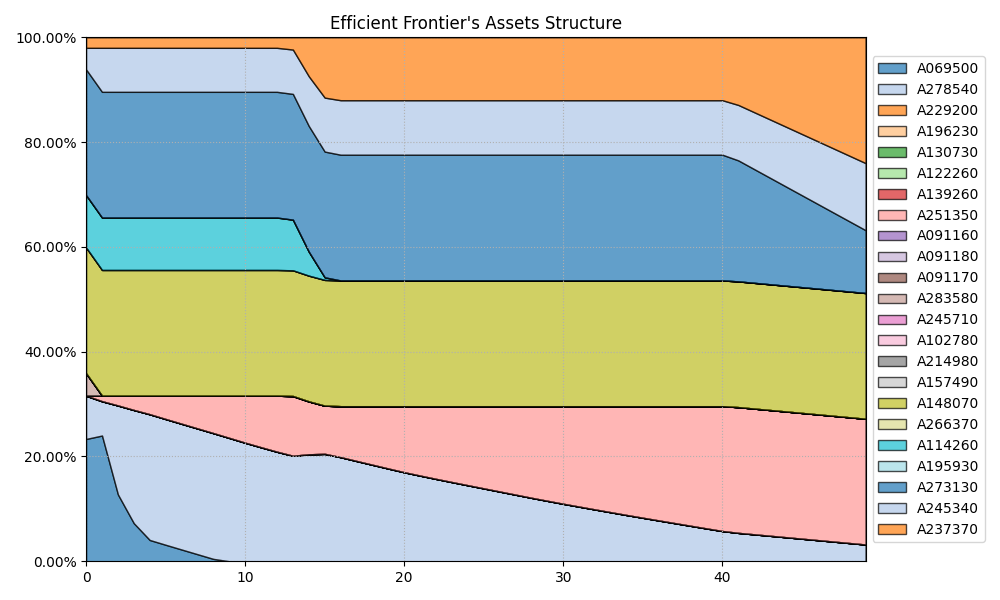 Efficient Frontier's Assets Structure
100.00%
80.00%
60.00%
40.00%
20.00%
0.00%
0
10
20
30
40
A069500
A278540
A229200
A196230
A130730
A122260
A139260
A251350
A091160
A091180
A091170
A283580
A245710
A102780
A214980
A157490
A148070
A266370
A114260
A195930
A273130
A245340
A237370